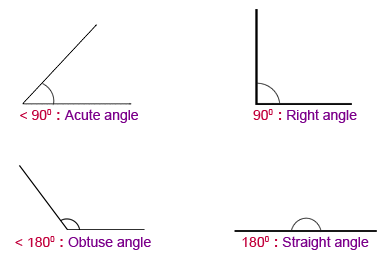 < 90⁰ : Acute angle
90⁰ : Right angle
< 180⁰ : Obtuse angle
180⁰ : Straight angle